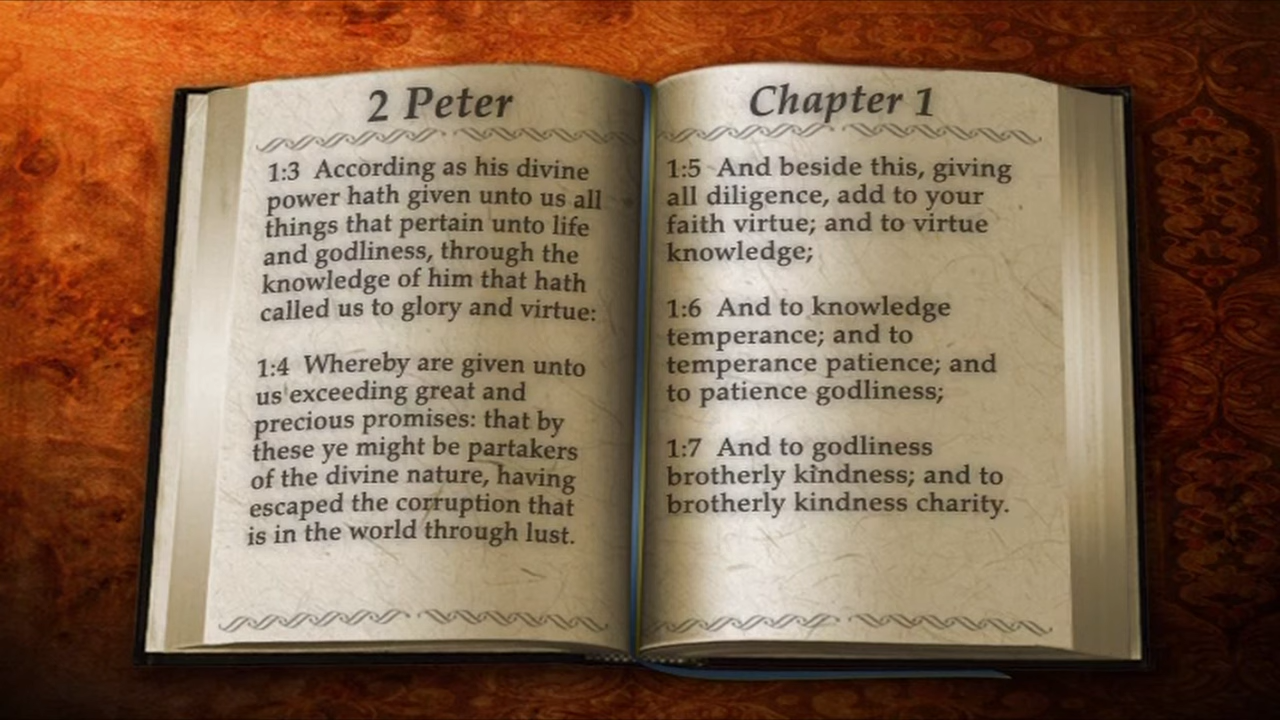 2 Peter
1:3 According as his divine
power hath given unto us all
things that pertain unto life
and godliness, through the
knowledge of him that hath
called us to glory and virtue:
1:4 Whereby are given unto
us exceeding great and
precious promises: that by
these ye might be partakers
of the divine nature, having
escaped the corruption that
is in the world through lust.
Chapter 1
1:5 And beside this, giving
all diligence, add to your
faith virtue; and to virtue
knowledge;
1:6 And to knowledge
temperance; and to
temperance patience; and
to patience godliness;
1:7 And to godliness
brotherly kindness; and to
brotherly kindness charity.